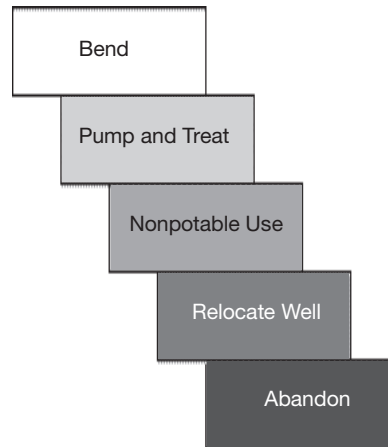 Bend
Pump and Treat
Nonpotable Use
Relocate Well
Abandon